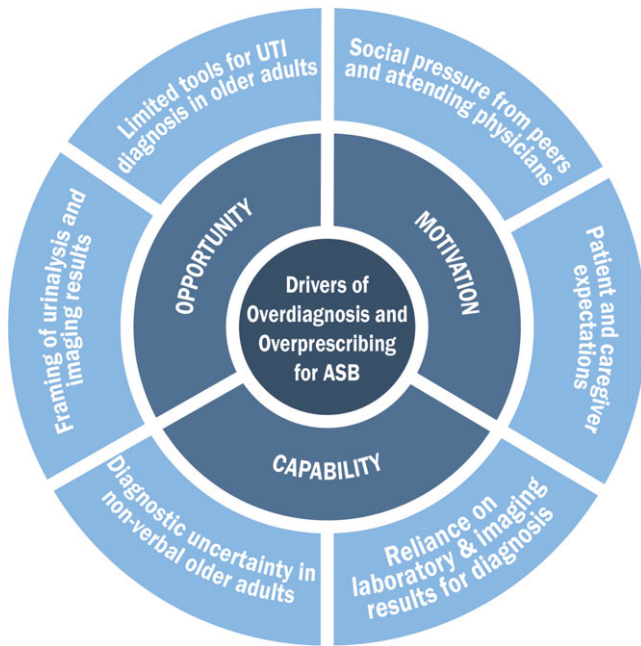 Drivers of
Overdiagnosis and
Overprescribing
for ASB
OPPORTUNITY
MOTIVATION
CAPABILITY
Limited tools for UTI
diagnosis in older adults
Social pressure from peers
and attending physicians
Patient and caregiver
expectations
Reliance on
laboratory & imaging
results for diagnosis
Diagnostic uncertainty in
non-verbal older adults
Framing of urinalysis and
imaging results